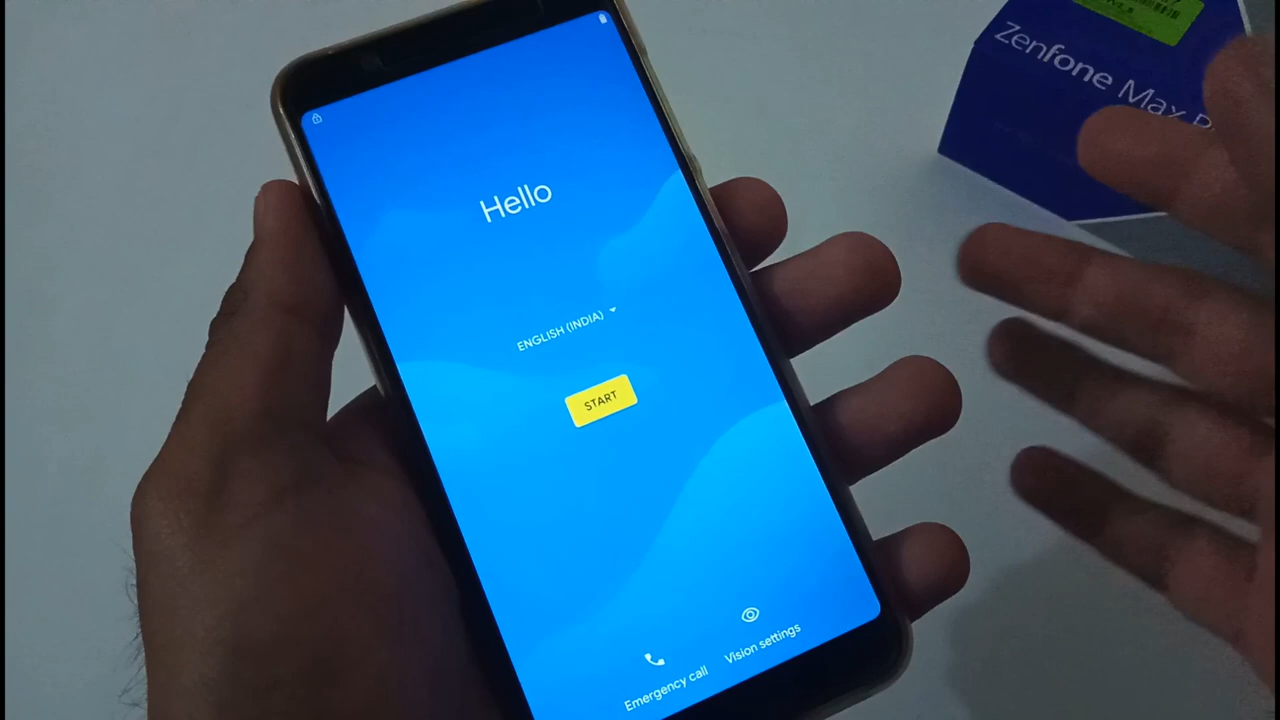 Zenfone Max
Hello
ENGLISH (INDIA)
START
Emergency call
Vision settings